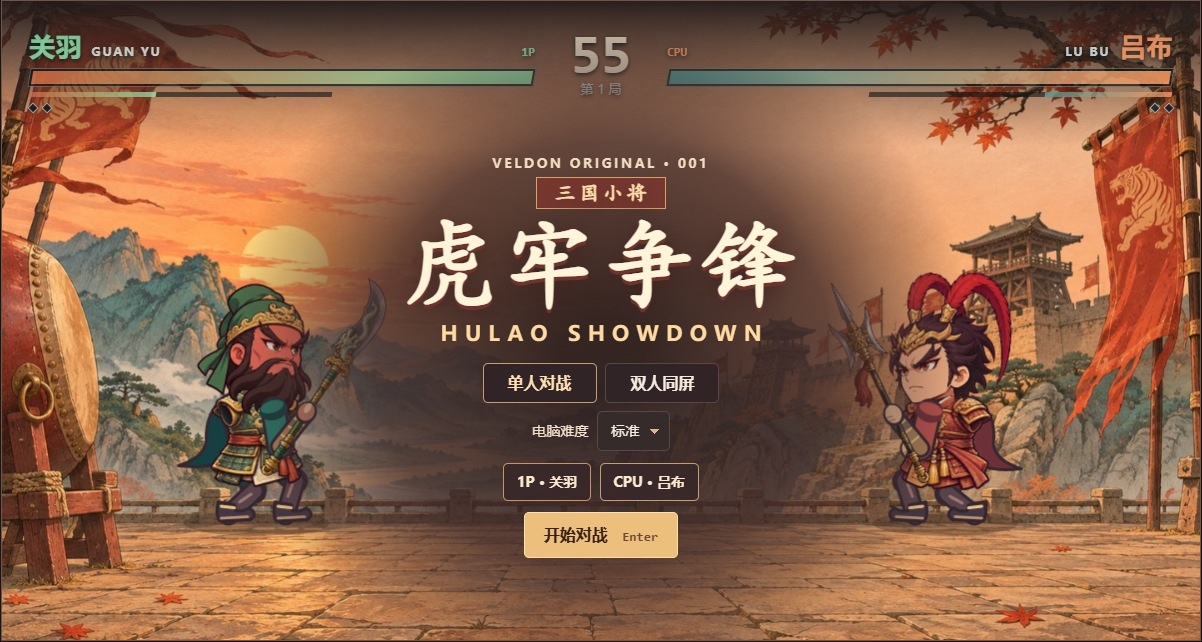 关羽 GUAN YU 1P 55 CPU LU BU 吕布
第1局
VELDON ORIGINAL • 001
三国小将
虎牢争锋
HULAO SHOWDOWN
单人对战 双人同屏
电脑难度 标准
1P • 关羽 CPU • 吕布
开始对战 Enter